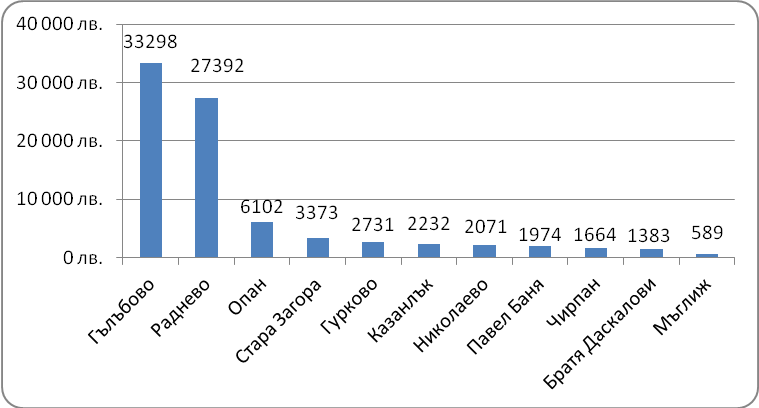 40 000 лв.
30 000 лв.
20 000 лв.
10 000 лв.
0 лв.
33298
27392
6102
3373
2731
2232
2071
1974
1664
1383
589
Гълъбово
Раднево
Опан
Стара Загора
Гурково
Казанлък
Николаево
Павел Баня
Чирпан
Братя Даскалови
Мъглиж